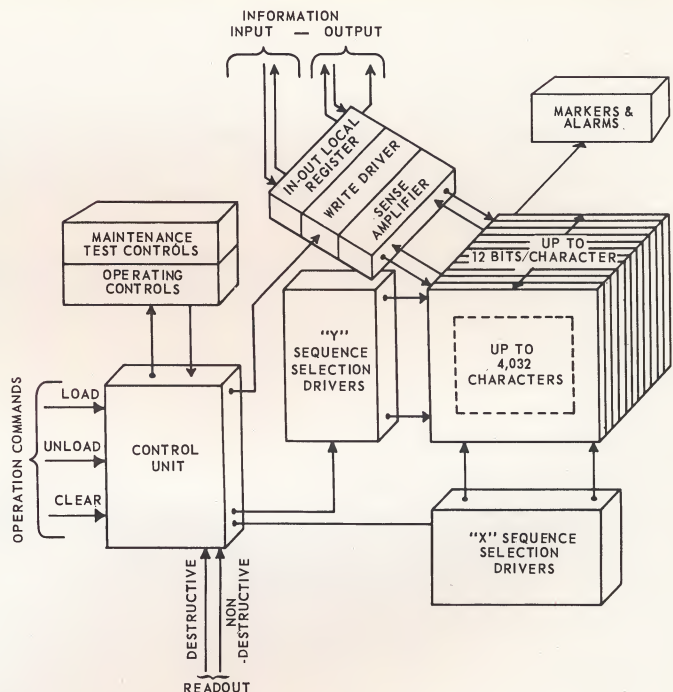 INFORMATION
INPUT — OUTPUT
MARKERS &
ALARMS
IN-OUT LOCAL
REGISTER
WRITE DRIVER
SENSE
AMPLIFIER
MAINTENANCE
TEST CONTROLS
OPERATING
CONTROLS
UP TO
12 BITS/CHARACTER
"Y"
SEQUENCE
SELECTION
DRIVERS
UP TO
4,032
CHARACTERS
OPERATION COMMANDS
LOAD
UNLOAD
CLEAR
CONTROL
UNIT
"X" SEQUENCE
SELECTION
DRIVERS
DESTRUCTIVE
NON
-DESTRUCTIVE
READOUT